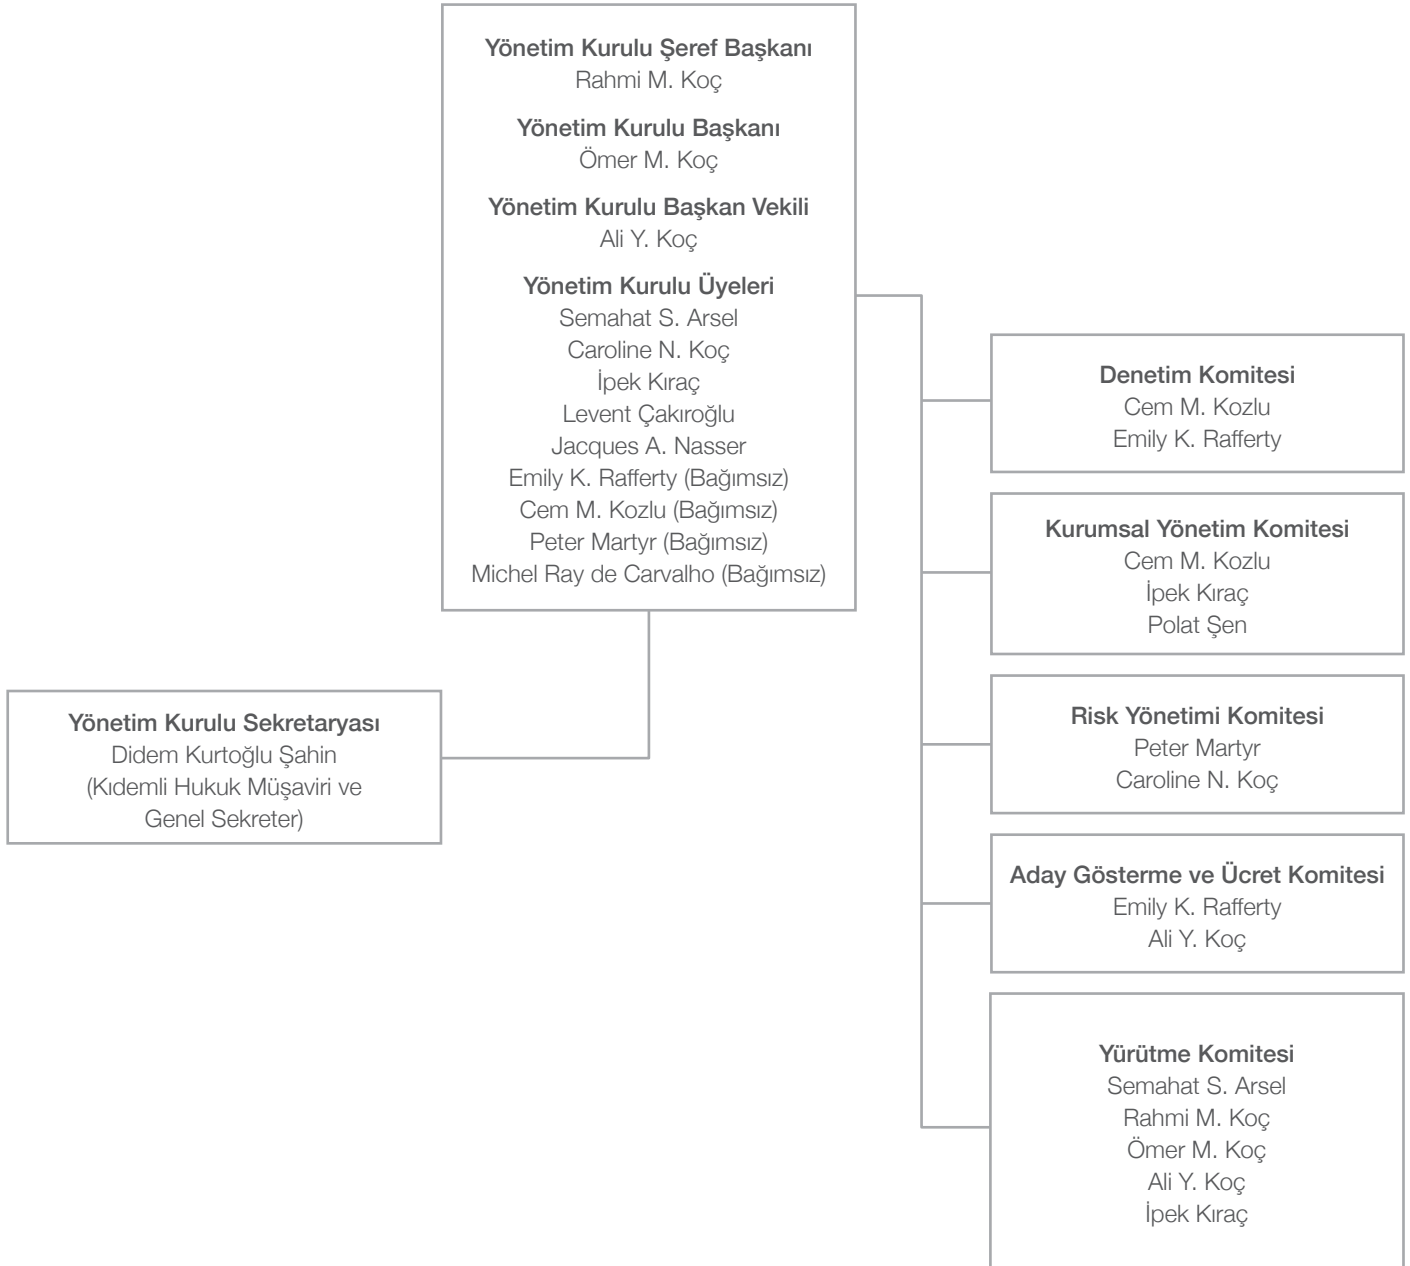 Yönetim Kurulu Şeref Başkanı
Rahmi M. Koç
Yönetim Kurulu Başkanı
Ömer M. Koç
Yönetim Kurulu Başkan Vekili
Ali Y. Koç
Yönetim Kurulu Üyeleri
Semahat S. Arsel
Caroline N. Koç
İpek Kıraç
Levent Çakıroğlu
Jacques A. Nasser
Emily K. Rafferty (Bağımsız)
Cem M. Kozlu (Bağımsız)
Peter Martyr (Bağımsız)
Michel Ray de Carvalho (Bağımsız)
Yönetim Kurulu Sekretaryası
Didem Kurtoğlu Şahin
(Kıdemli Hukuk Müşaviri ve
Genel Sekreter)
Denetim Komitesi
Cem M. Kozlu
Emily K. Rafferty
Kurumsal Yönetim Komitesi
Cem M. Kozlu
İpek Kıraç
Polat Şen
Risk Yönetimi Komitesi
Peter Martyr
Caroline N. Koç
Aday Gösterme ve Ücret Komitesi
Emily K. Rafferty
Ali Y. Koç
Yürütme Komitesi
Semahat S. Arsel
Rahmi M. Koç
Ömer M. Koç
Ali Y. Koç
İpek Kıraç